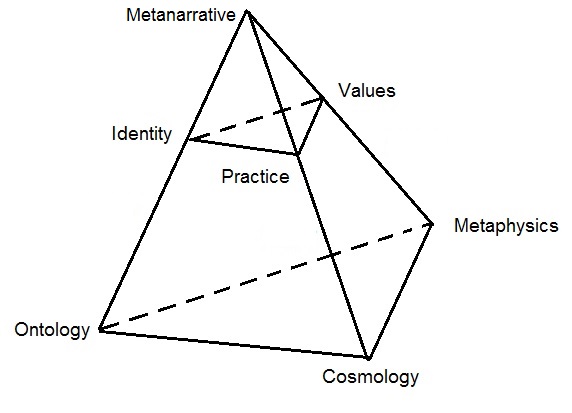 Metanarrative
Values
Identity
Practice
Metaphysics
Ontology
Cosmology